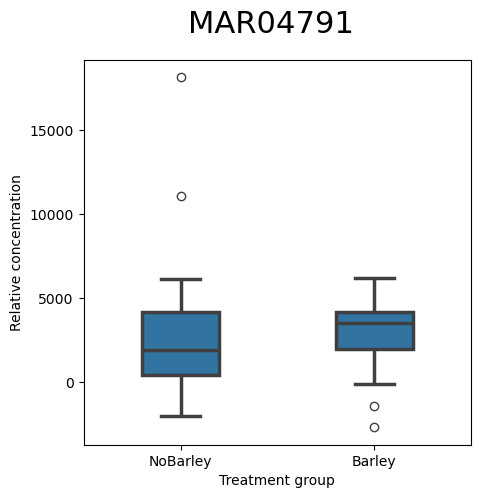 MAR04791
Relative concentration
15000
10000
5000
0
NoBarley
Barley
Treatment group